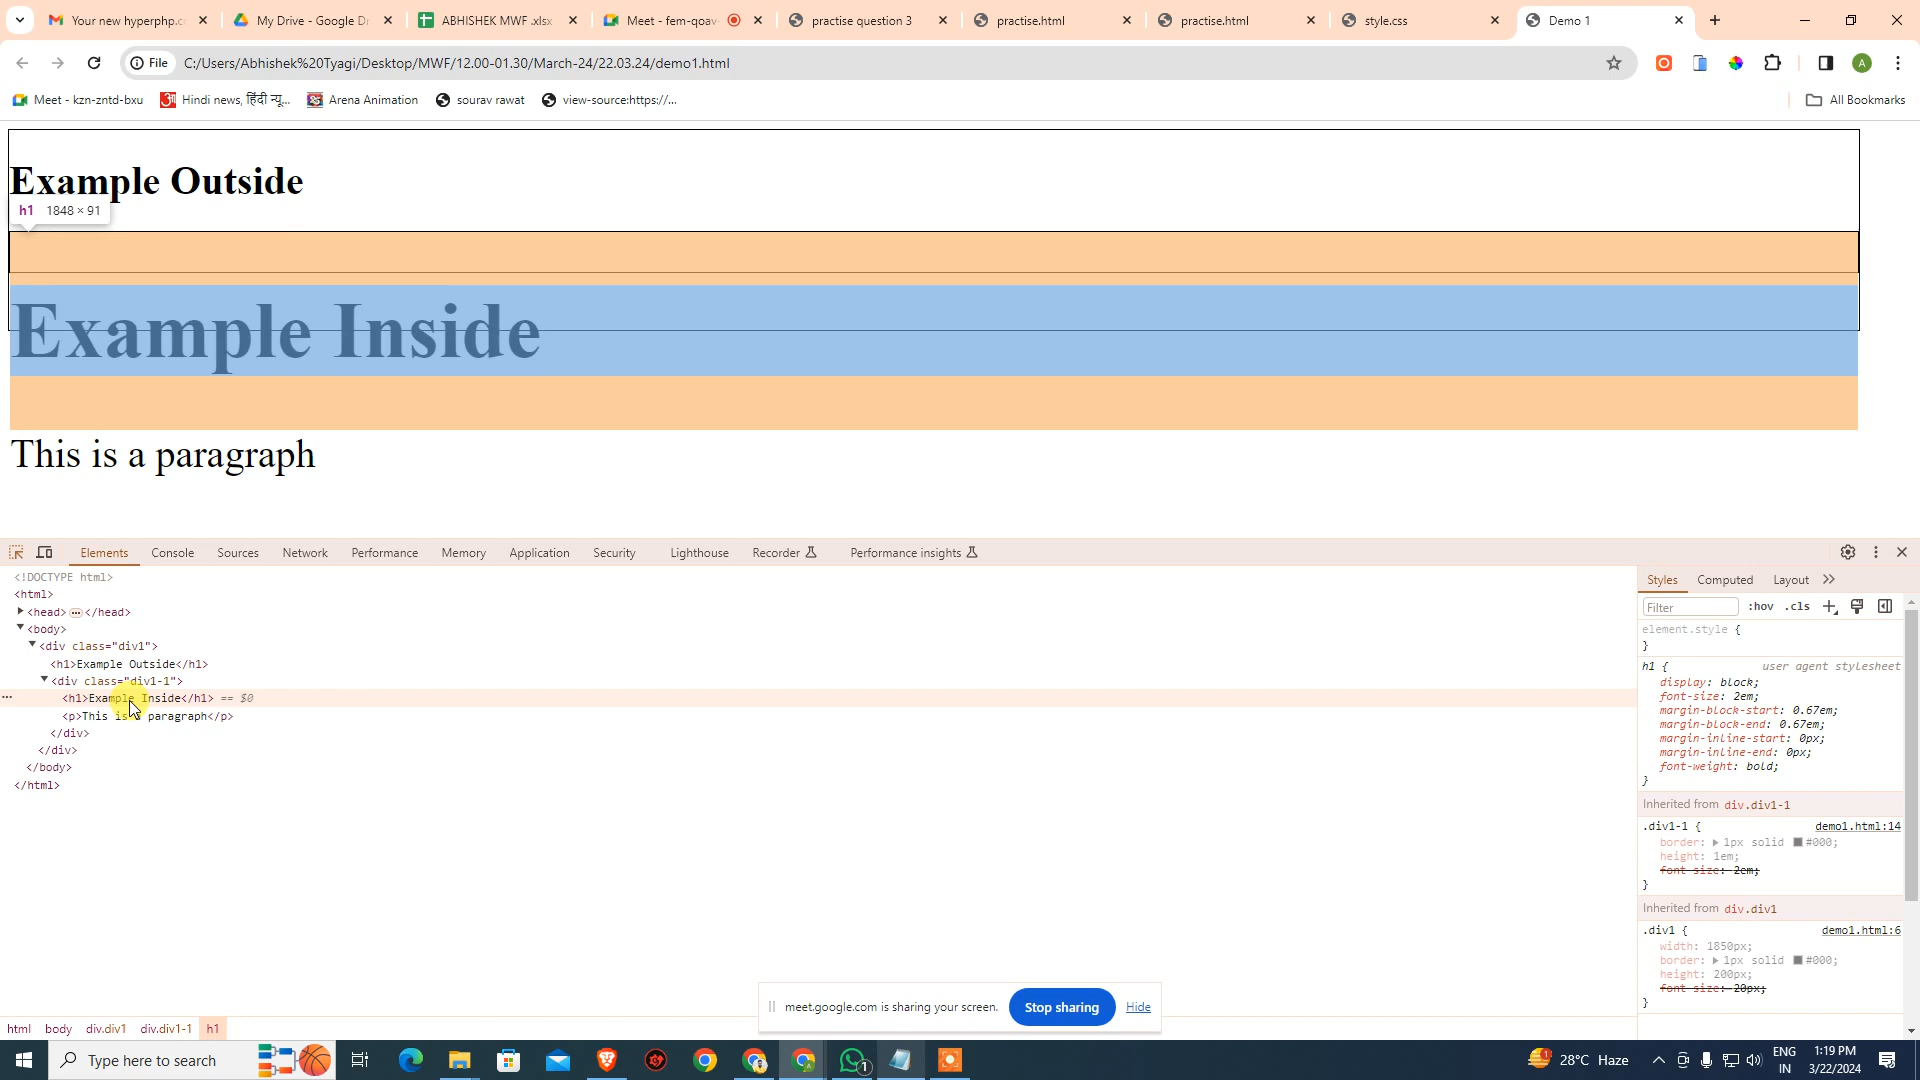 Your new hyperphp.c
My Drive - Google Dr
ABHISHEK MWF .xlsx
Meet - fem-qoav-
practise question 3
practise.html
practise.html
style.css
Demo 1
File
C:/Users/Abhishek%20Tyagi/Desktop/MWF/12.00-01.30/March-24/22.03.24/demo1.html
A
Meet - kzn-zntd-bxu
Hindi news, हिंदी न्यू...
Arena Animation
sourav rawat
view-source:https://...
All Bookmarks
Example Outside
h1 1848 × 91
Example Inside
This is a paragraph
Elements
Console
Sources
Network
Performance
Memory
Application
Security
Lighthouse
Recorder
Performance insights
<!DOCTYPE html>
<html>
<head> ••• </head>
<body>
<div class="div1">
<h1>Example Outside</h1>
<div class="div1-1">
<h1>Example Inside</h1> == $0
<p>This is a paragraph</p>
</div>
</div>
</body>
</html>
Styles
Computed
Layout
Filter
:hov
.cls
element.style {
}
h1 { user agent stylesheet
display: block;
font-size: 2em;
margin-block-start: 0.67em;
margin-block-end: 0.67em;
margin-inline-start: 0px;
margin-inline-end: 0px;
font-weight: bold;
}
Inherited from div.div1-1
.div1-1 { demo1.html:14
border: 1px solid #000;
height: 1em;
font-size: 2em;
}
Inherited from div.div1
.div1 { demo1.html:6
width: 1850px;
border: 1px solid #000;
height: 200px;
font-size: 20px;
}
meet.google.com is sharing your screen.
Stop sharing
Hide
html
body
div.div1
div.div1-1
h1
Type here to search
1
28°C Haze
ENG
IN
1:19 PM
3/22/2024